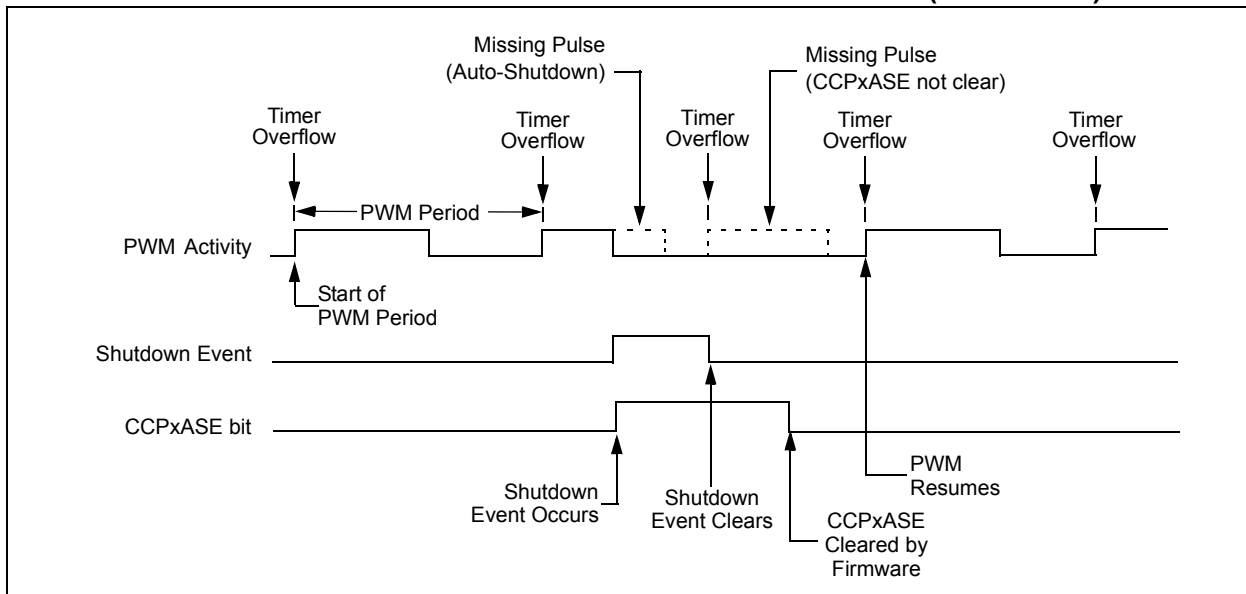 Missing Pulse
(Auto-Shutdown)
Missing Pulse
(CCPxASE not clear)
Timer
Overflow
Timer
Overflow
Timer
Overflow
Timer
Overflow
Timer
Overflow
PWM Period
PWM Activity
Start of
PWM Period
Shutdown Event
CCPxASE bit
Shutdown
Event Occurs
Shutdown
Event Clears
PWM
Resumes
CCPxASE
Cleared by
Firmware